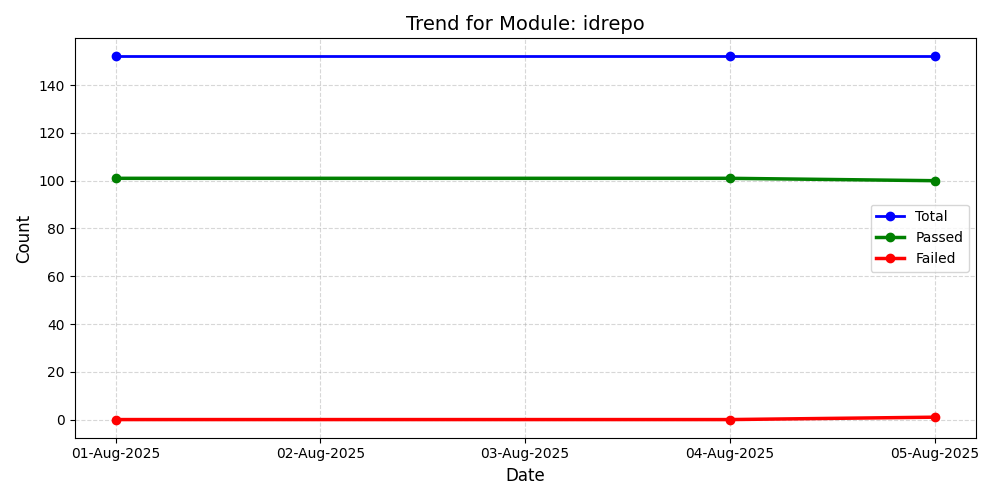 Trend for Module: idrepo
Count
140
120
100
80
60
40
20
0
Total
Passed
Failed
01-Aug-2025 02-Aug-2025 03-Aug-2025 04-Aug-2025 05-Aug-2025
Date